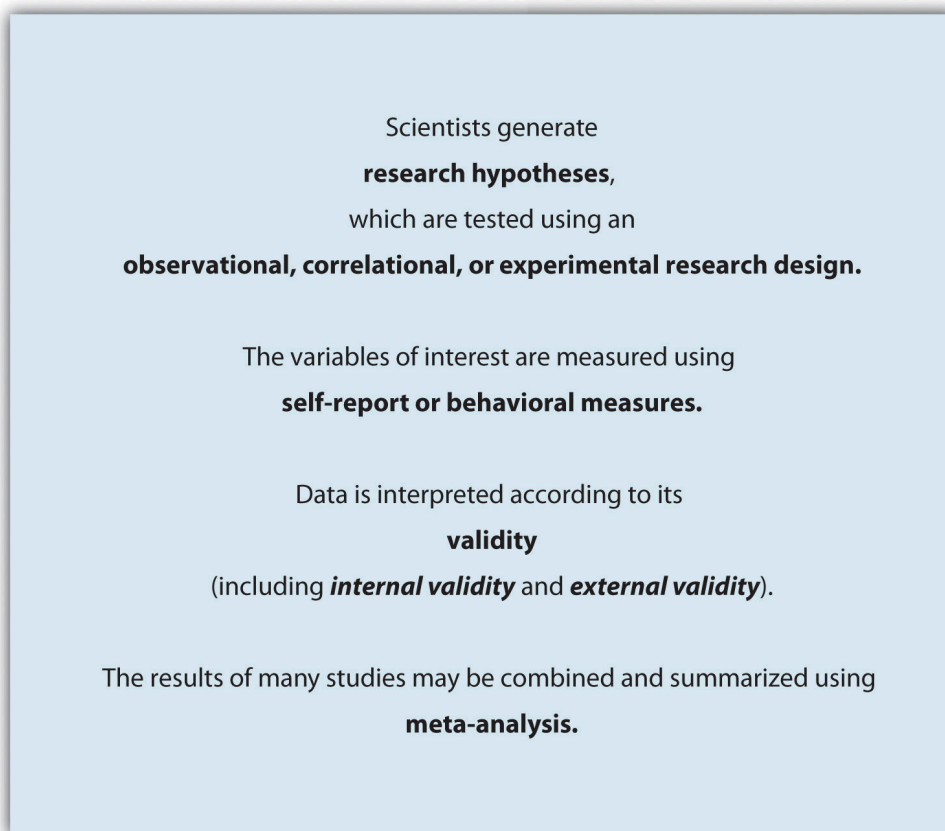 Scientists generate
research hypotheses,
which are tested using an
observational, correlational, or experimental research design.
The variables of interest are measured using
self-report or behavioral measures.
Data is interpreted according to its
validity
(including internal validity and external validity).
The results of many studies may be combined and summarized using
meta-analysis.